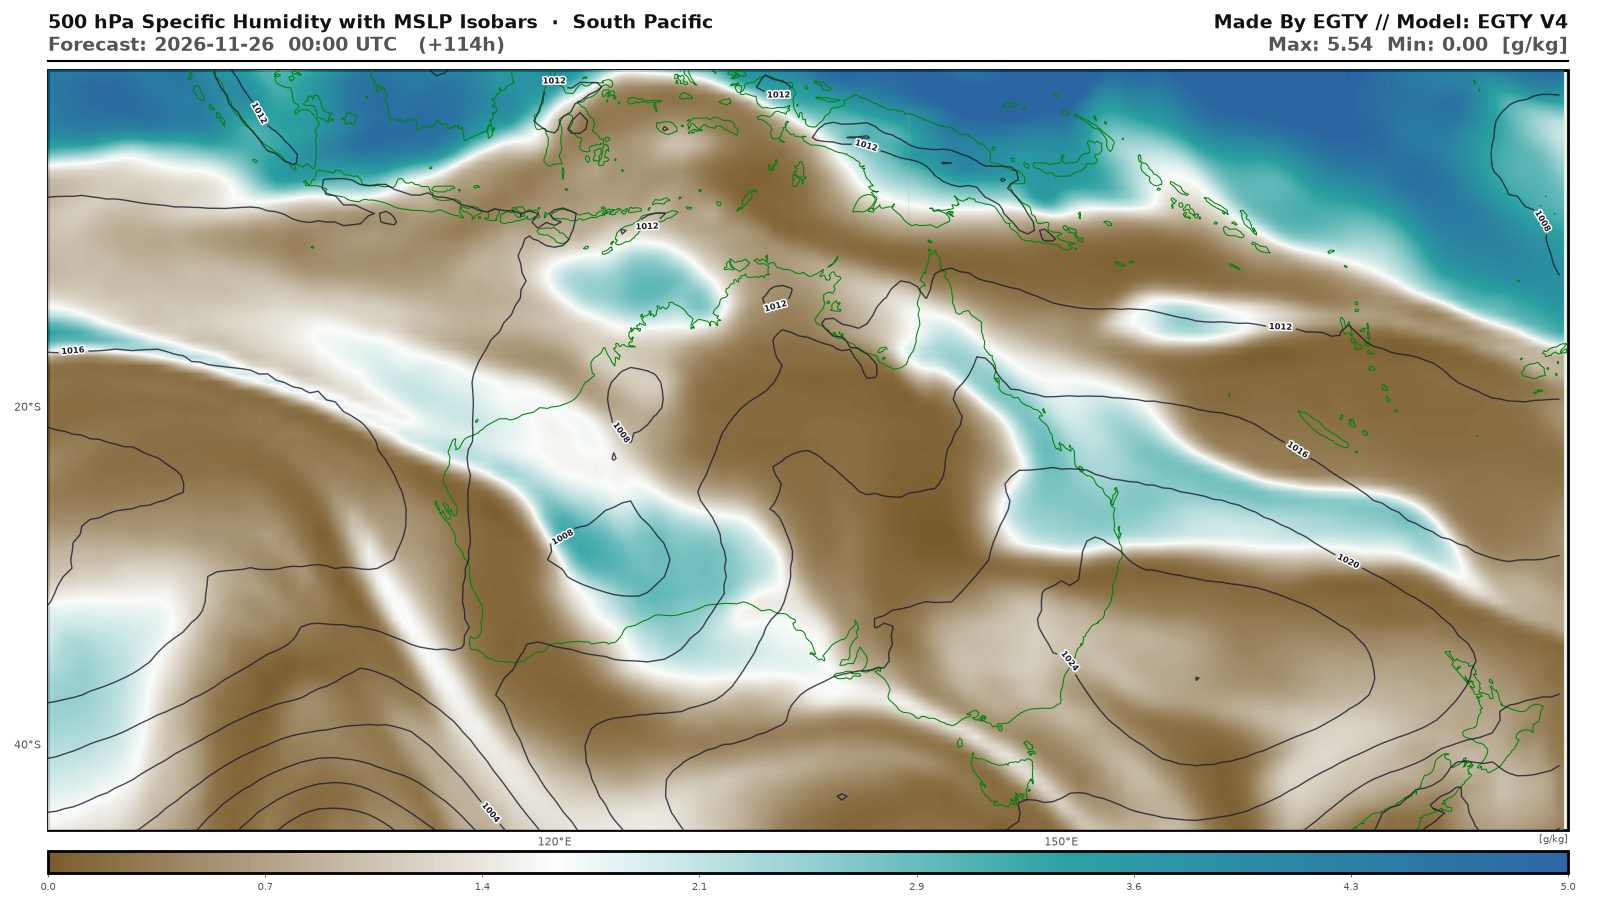 500 hPa Specific Humidity with MSLP Isobars · South Pacific
Made By EGTY // Model: EGTY V4
Forecast: 2026-11-26 00:00 UTC (+114h)
Max: 5.54 Min: 0.00 [g/kg]
1012
1012
1012
1012
1008
1012
1012
1012
1016
20°S
1008
1016
1008
1020
1024
40°S
1004
120°E
150°E
[g/kg]
0.0
0.7
1.4
2.1
2.9
3.6
4.3
5.0